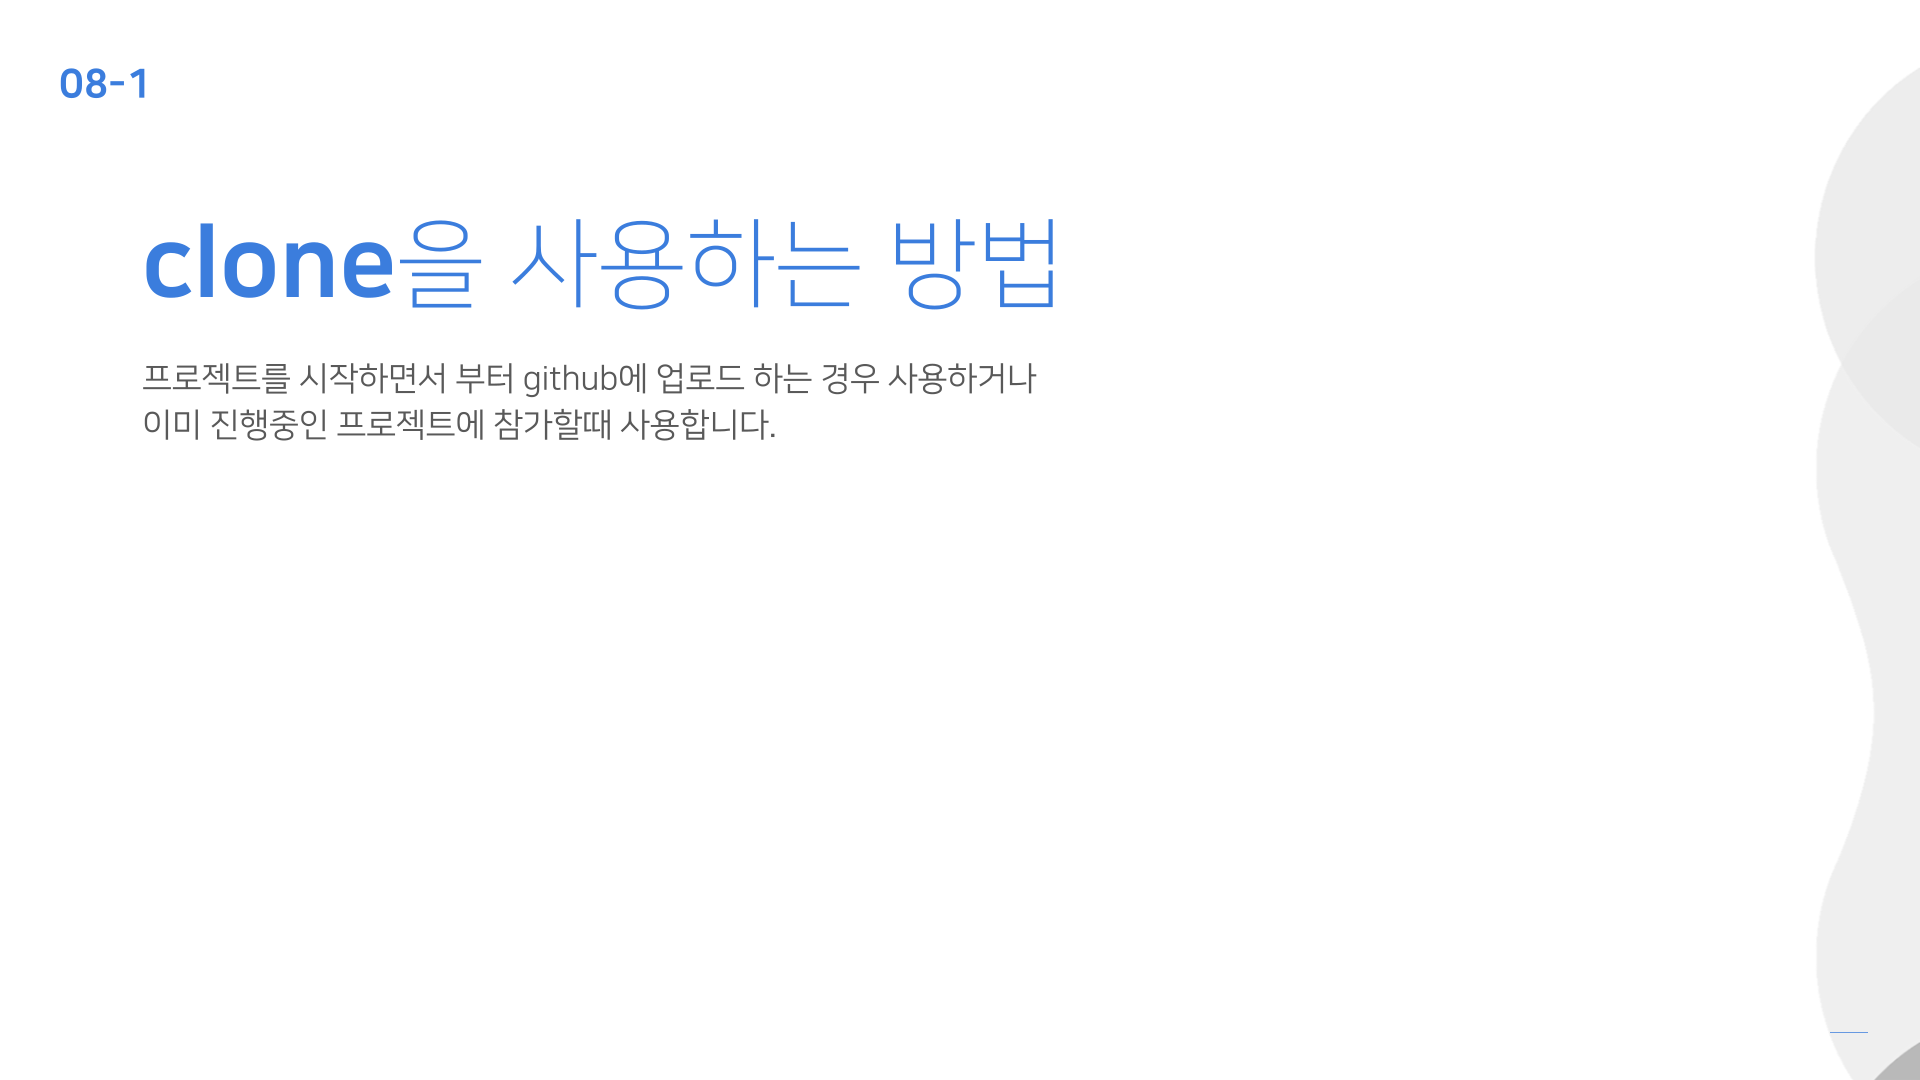 08-1
clone을 사용하는 방법
프로젝트를 시작하면서 부터 github에 업로드 하는 경우 사용하거나
이미 진행중인 프로젝트에 참가할때 사용합니다.